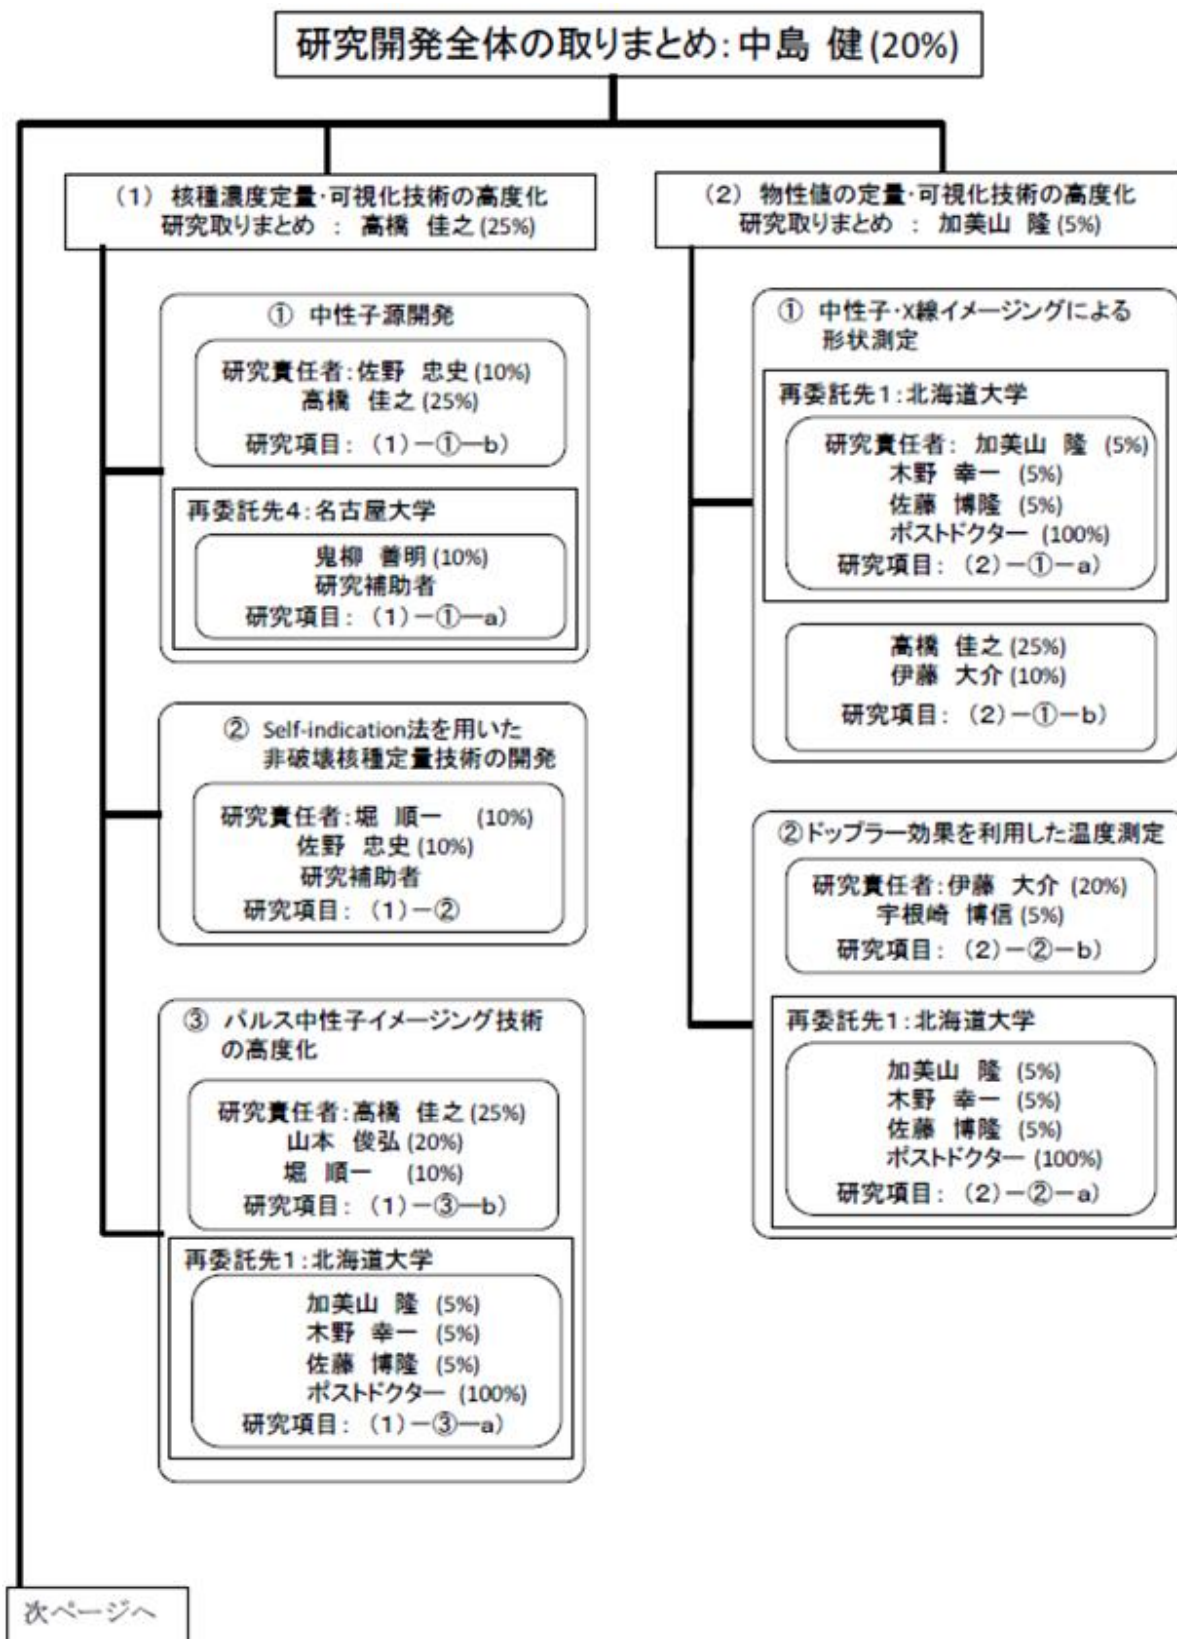 研究開発全体の取りまとめ：中島 健(20%)
(1) 核種濃度定量・可視化技術の高度化
研究取りまとめ ： 高橋 佳之(25%)
① 中性子源開発
研究責任者：佐野 忠史(10%)
高橋 佳之(25%)
研究項目： (1)－①－b)
再委託先4：名古屋大学
鬼柳 善明(10%)
研究補助者
研究項目： (1)－①－a)
② Self-indication法を用いた
非破壊核種定量技術の開発
研究責任者：堀 順一 (10%)
佐野 忠史(10%)
研究補助者
研究項目： (1)－②
③ パルス中性子イメージング技術
の高度化
研究責任者：高橋 佳之(25%)
山本 俊弘(20%)
堀 順一 (10%)
研究項目： (1)－③－b)
再委託先1：北海道大学
加美山 隆 (5%)
木野 幸一 (5%)
佐藤 博隆 (5%)
ポストドクター (100%)
研究項目： (1)－③－a)
(2) 物性値の定量・可視化技術の高度化
研究取りまとめ ： 加美山 隆(5%)
① 中性子・X線イメージングによる
形状測定
再委託先1：北海道大学
研究責任者： 加美山 隆 (5%)
木野 幸一 (5%)
佐藤 博隆 (5%)
ポストドクター (100%)
研究項目： (2)－①－a)
高橋 佳之(25%)
伊藤 大介(10%)
研究項目： (2)－①－b)
②ドップラー効果を利用した温度測定
研究責任者：伊藤 大介 (20%)
宇根崎 博信(5%)
研究項目： (2)－②－b)
再委託先1：北海道大学
加美山 隆 (5%)
木野 幸一 (5%)
佐藤 博隆 (5%)
ポストドクター (100%)
研究項目： (2)－②－a)
次ページへ